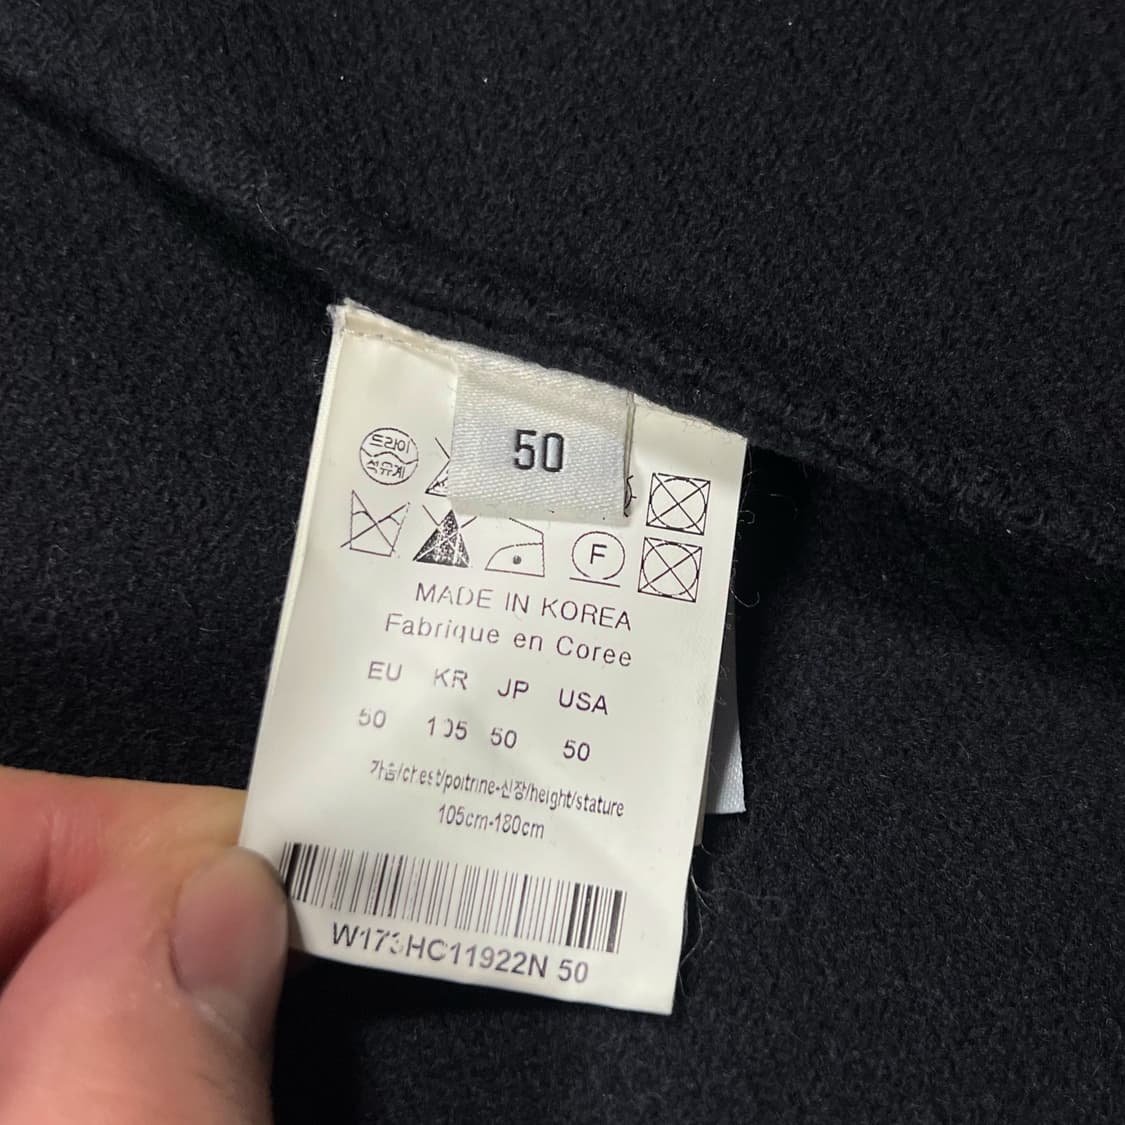 50
드라이
석유계
F
MADE IN KOREA
Fabrique en Coree
EU KR JP USA
50 105 50 50
가슴/chest/poitrine-신장/height/stature
105cm-180cm
W173HC11922N 50